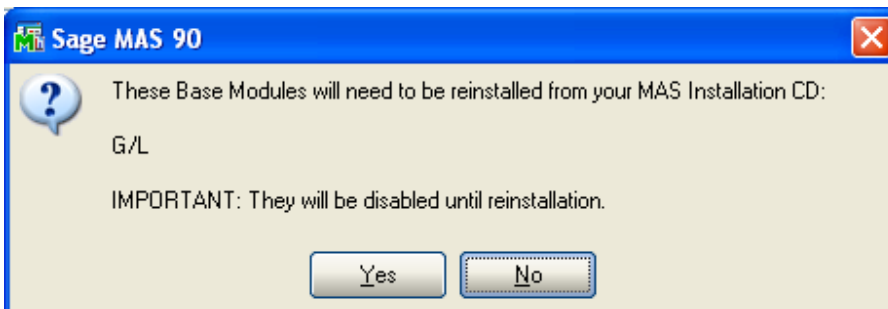 Sage MAS 90
These Base Modules will need to be reinstalled from your MAS Installation CD:
G/L
IMPORTANT: They will be disabled until reinstallation.
Yes No